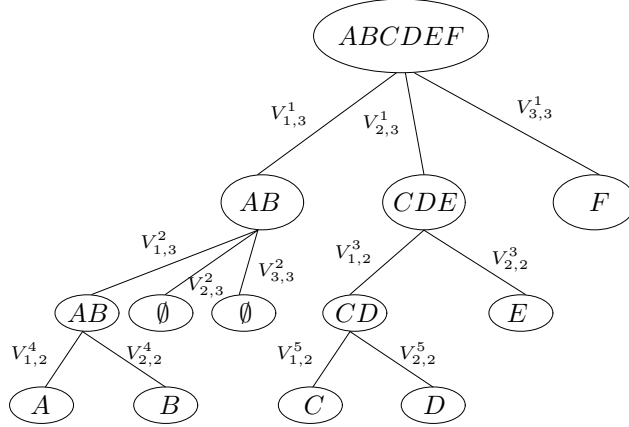 ABCDEF
V^1_{1,3} V^1_{2,3} V^1_{3,3}
AB CDE F
V^2_{1,3} V^2_{2,3} V^2_{3,3} V^3_{1,2} V^3_{2,2}
AB ∅ ∅ CD E
V^4_{1,2} V^4_{2,2} V^5_{1,2} V^5_{2,2}
A B C D